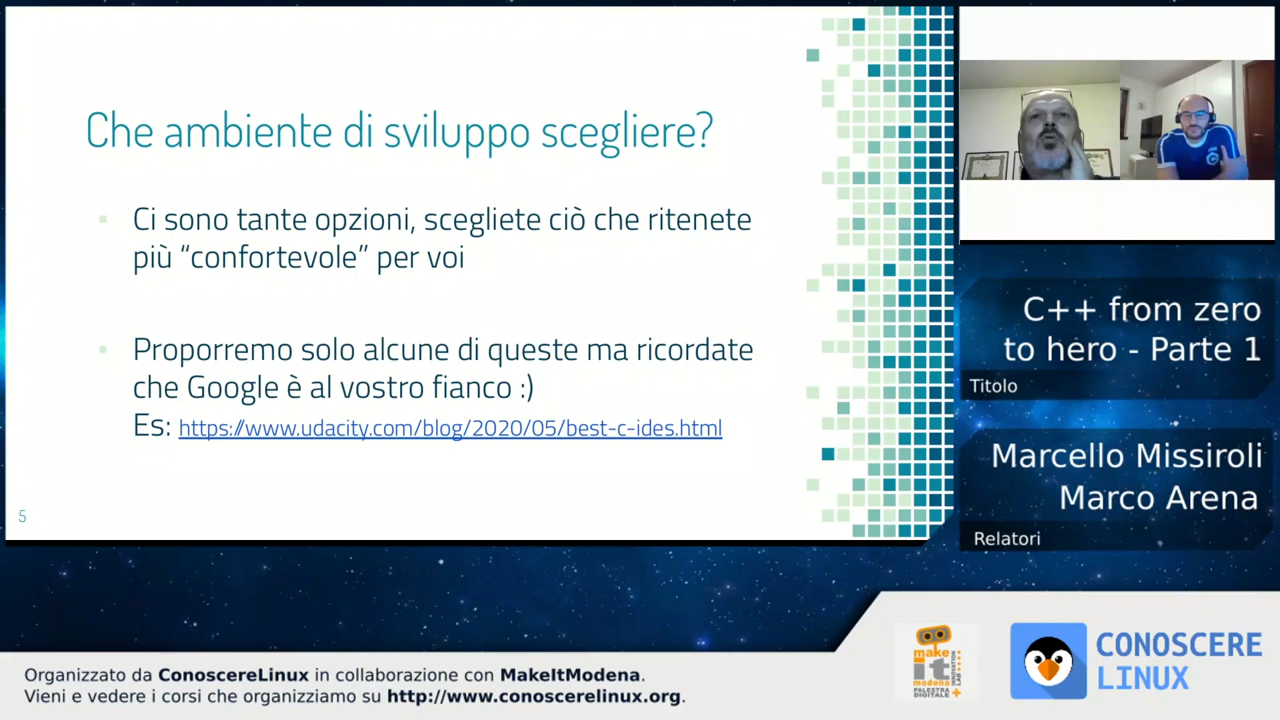 Che ambiente di sviluppo scegliere?
Ci sono tante opzioni, scegliete ciò che ritenete
più “confortevole” per voi
Proporremo solo alcune di queste ma ricordate
che Google è al vostro fianco :)
Es: https://www.udacity.com/blog/2020/05/best-c-ides.html
5
C++ from zero
to hero - Parte 1
Titolo
Marcello Missiroli
Marco Arena
Relatori
make
it
modena
PALESTRA
DIGITALE
INNOVATION
LAB
CONOSCERE
LINUX
Organizzato da ConoscereLinux in collaborazione con MakeItModena.
Vieni e vedere i corsi che organizziamo su http://www.conoscerelinux.org.